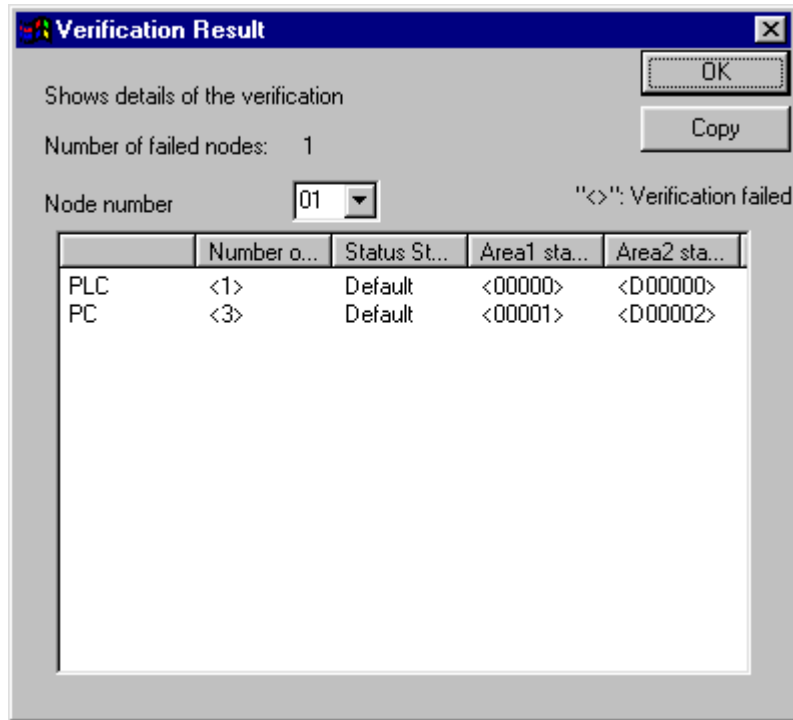 Verification Result
OK
Shows details of the verification
Copy
Number of failed nodes: 1
Node number 01 "<>": Verification failed
Number o... Status St... Area1 sta... Area2 sta...
PLC <1> Default <00000> <D00000>
PC <3> Default <00001> <D00002>